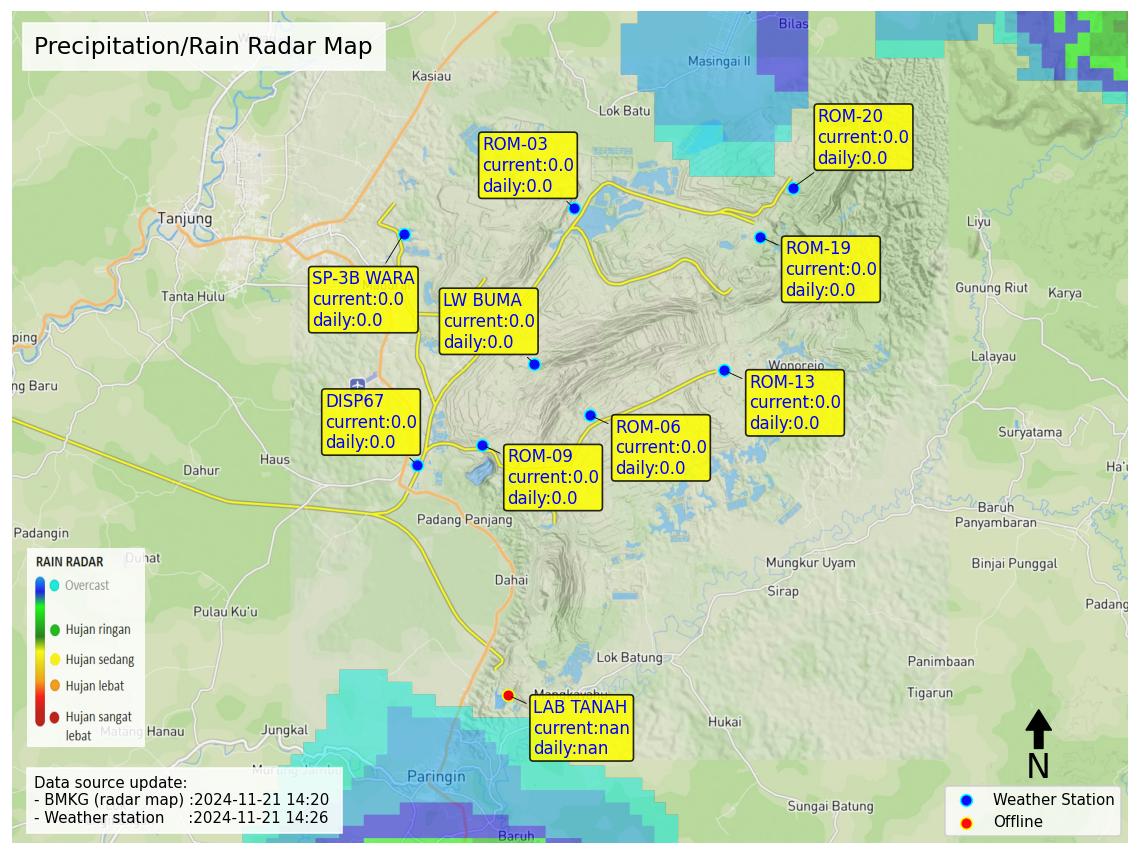 Precipitation/Rain Radar Map
Bilas
Masingai II
Kasiau
Lok Batu
ROM-20
current:0.0
daily:0.0
ROM-03
current:0.0
daily:0.0
Tanjung
Liyu
ROM-19
current:0.0
daily:0.0
SP-3B WARA
current:0.0
daily:0.0
Tanta Hulu
LW BUMA
current:0.0
daily:0.0
Gunung Riut
Karya
ping
Lalayau
Wonorejo
ng Baru
ROM-13
current:0.0
daily:0.0
DISP67
current:0.0
daily:0.0
ROM-06
current:0.0
daily:0.0
Suryatama
Haus
Dahur
ROM-09
current:0.0
daily:0.0
Ha'u
Padang Panjang
Baruh
Panyambaran
Padangin
Duhat
Mungkur Uyam
Binjai Punggal
RAIN RADAR
Overcast
Hujan ringan
Hujan sedang
Hujan lebat
Hujan sangat
lebat
Dahai
Sirap
Padang
Pulau Ku'u
Lok Batung
Panimbaan
Tigarun
Mangkayahu
LAB TANAH
current:nan
daily:nan
Hukai
Matang Hanau
Jungkal
N
Paringin
Data source update:
- BMKG (radar map) :2024-11-21 14:20
- Weather station :2024-11-21 14:26
Sungai Batung
Weather Station
Offline
Baruh